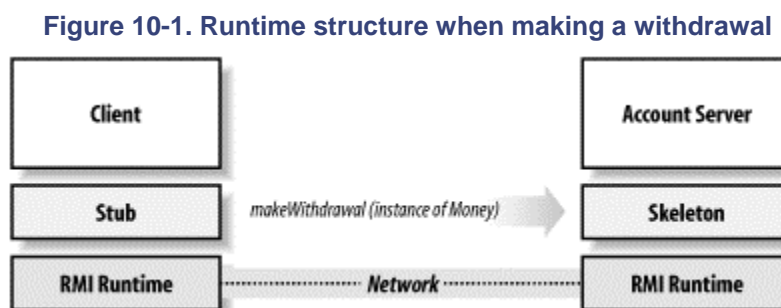 Figure 10-1. Runtime structure when making a withdrawal
Client
Account Server
Stub
makeWithdrawal (instance of Money)
Skeleton
RMI Runtime
Network
RMI Runtime